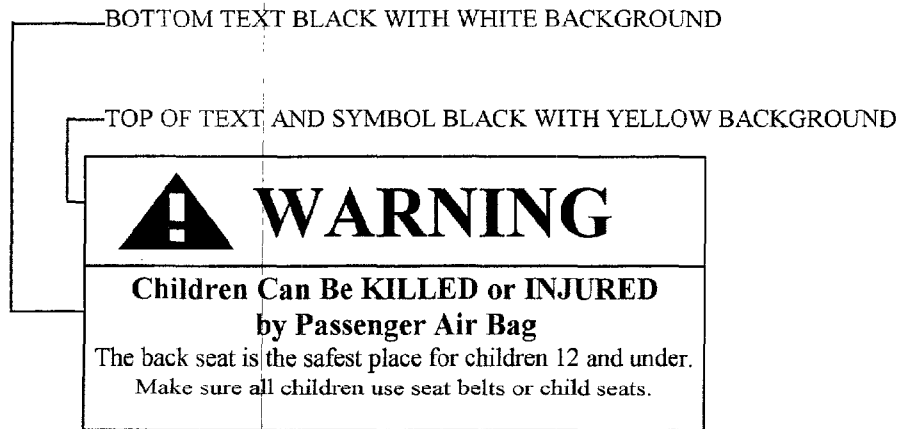 BOTTOM TEXT BLACK WITH WHITE BACKGROUND
TOP OF TEXT AND SYMBOL BLACK WITH YELLOW BACKGROUND
WARNING
Children Can Be KILLED or INJURED
by Passenger Air Bag
The back seat is the safest place for children 12 and under.
Make sure all children use seat belts or child seats.